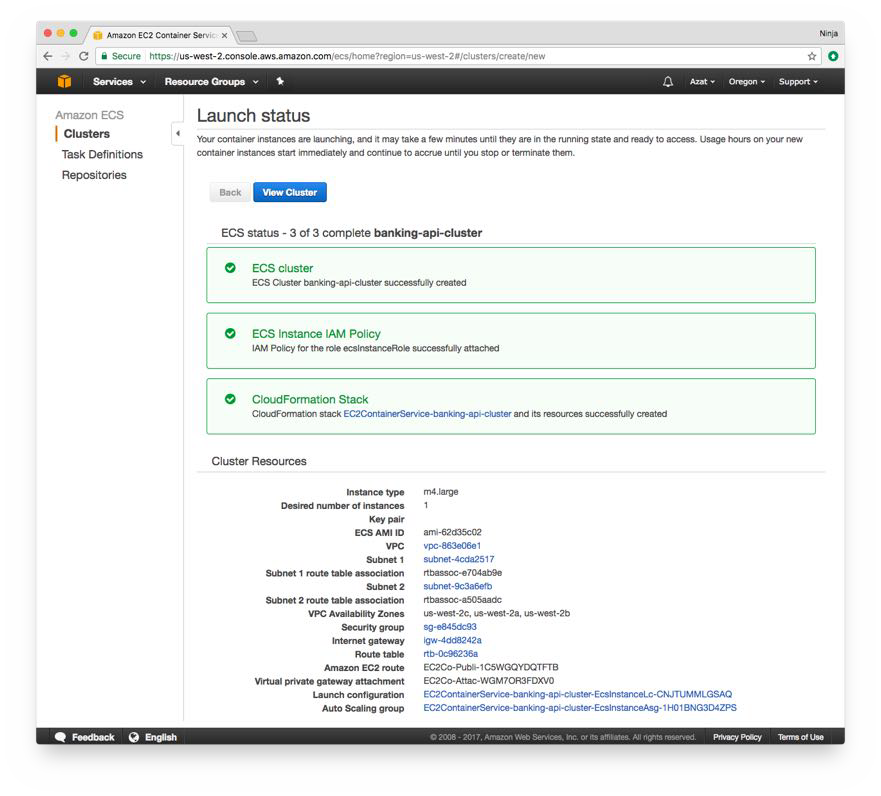 Amazon EC2 Container Servic
Ninja
Secure https://us-west-2.console.aws.amazon.com/ecs/home?region=us-west-2#/clusters/create/new
Services Resource Groups Azat Oregon Support
Amazon ECS
Clusters
Task Definitions
Repositories
Launch status
Your container instances are launching, and it may take a few minutes until they are in the running state and ready to access. Usage hours on your new
container instances start immediately and continue to accrue until you stop or terminate them.
Back View Cluster
ECS status - 3 of 3 complete banking-api-cluster
ECS cluster
ECS Cluster banking-api-cluster successfully created
ECS Instance IAM Policy
IAM Policy for the role ecsInstanceRole successfully attached
CloudFormation Stack
CloudFormation stack EC2ContainerService-banking-api-cluster and its resources successfully created
Cluster Resources
Instance type m4.large
Desired number of instances 1
Key pair
ECS AMI ID ami-62d35c02
VPC vpc-863e06e1
Subnet 1 subnet-4cda2517
Subnet 1 route table association rtbassoc-e704ab9e
Subnet 2 subnet-9c3a6efb
Subnet 2 route table association rtbassoc-a505aadc
VPC Availability Zones us-west-2c, us-west-2a, us-west-2b
Security group sg-e845dc93
Internet gateway igw-4dd8242a
Route table rtb-0c96236a
Amazon EC2 route EC2Co-Publi-1C5WGQYDQTFTB
Virtual private gateway attachment EC2Co-Attac-WGM7OR3FDXV0
Launch configuration EC2ContainerService-banking-api-cluster-EcsInstanceLc-CNJTUMMLGSAQ
Auto Scaling group EC2ContainerService-banking-api-cluster-EcsInstanceAsg-1H01BNG3D4ZPS
Feedback English © 2008 - 2017, Amazon Web Services, Inc. or its affiliates. All rights reserved. Privacy Policy Terms of Use